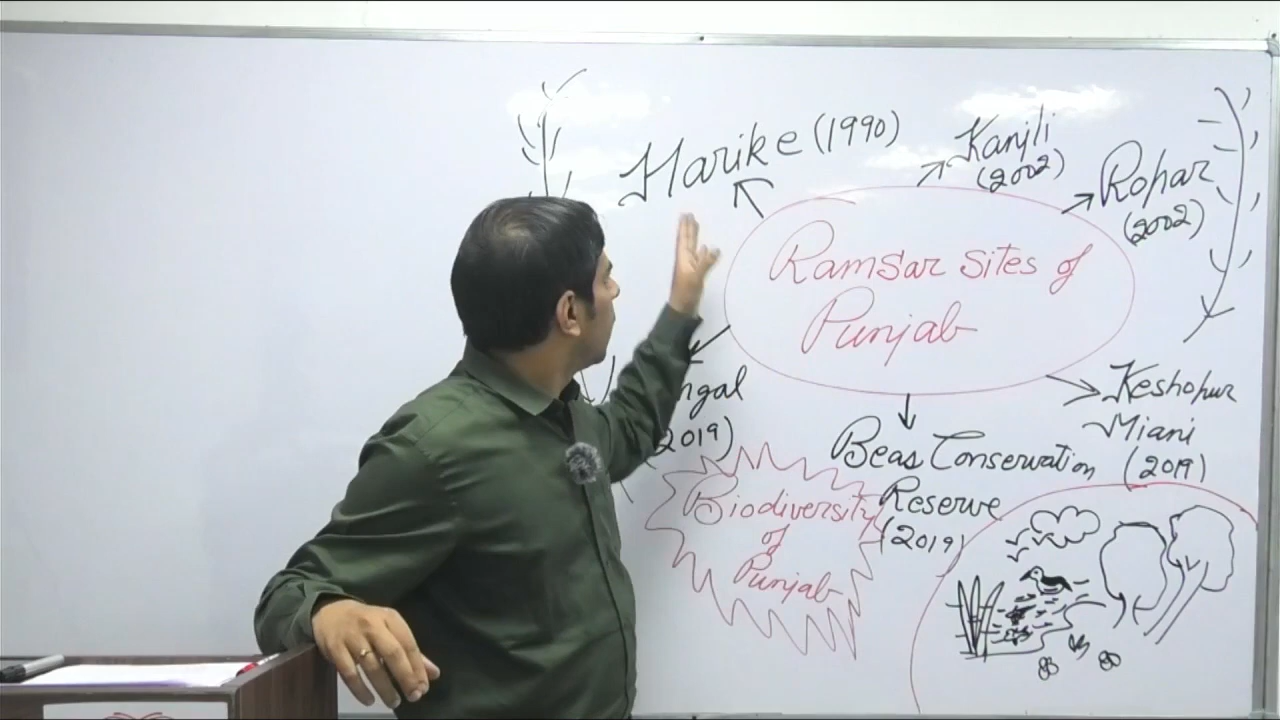 Harike (1990)
Kanjli
(2002)
Ropar
(2002)
Ramsar sites of
Punjab
ngal
(2019)
Keshopur
Miani
(2019)
Beas Conservation
Reserve
(2019)
Biodiversity
of
Punjab